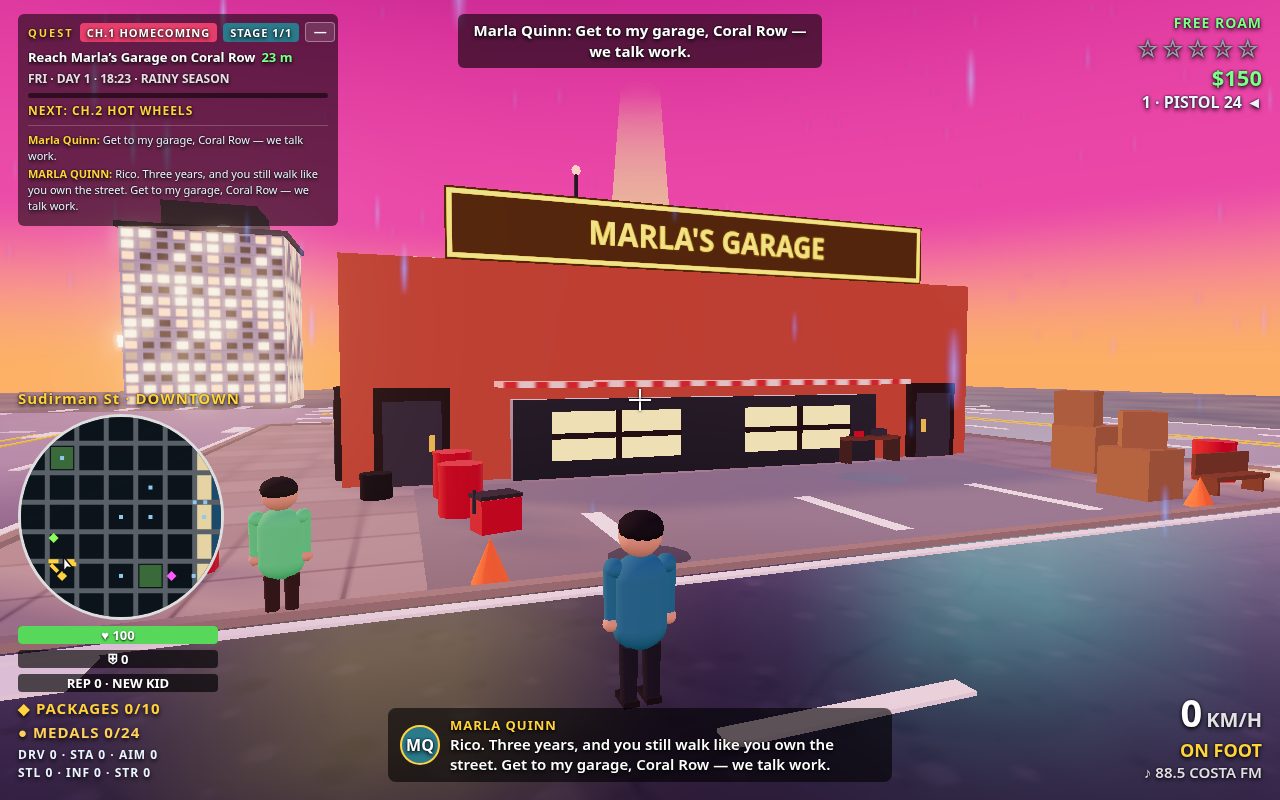 QUEST CH.1 HOMECOMING STAGE 1/1 —
Reach Marla's Garage on Coral Row 23 m
FRI · DAY 1 · 18:23 · RAINY SEASON
NEXT: CH.2 HOT WHEELS
Marla Quinn: Get to my garage, Coral Row — we talk
work.
MARLA QUINN: Rico. Three years, and you still walk like
you own the street. Get to my garage, Coral Row — we
talk work.
Marla Quinn: Get to my garage, Coral Row —
we talk work.
FREE ROAM
☆☆☆☆☆
$150
1 · PISTOL 24 ◄
MARLA'S GARAGE
Sudirman St · DOWNTOWN
♥ 100
⛨ 0
REP 0 · NEW KID
◆ PACKAGES 0/10
● MEDALS 0/24
DRV 0 · STA 0 · AIM 0
STL 0 · INF 0 · STR 0
MQ
MARLA QUINN
Rico. Three years, and you still walk like you own the
street. Get to my garage, Coral Row — we talk work.
0 KM/H
ON FOOT
♪ 88.5 COSTA FM